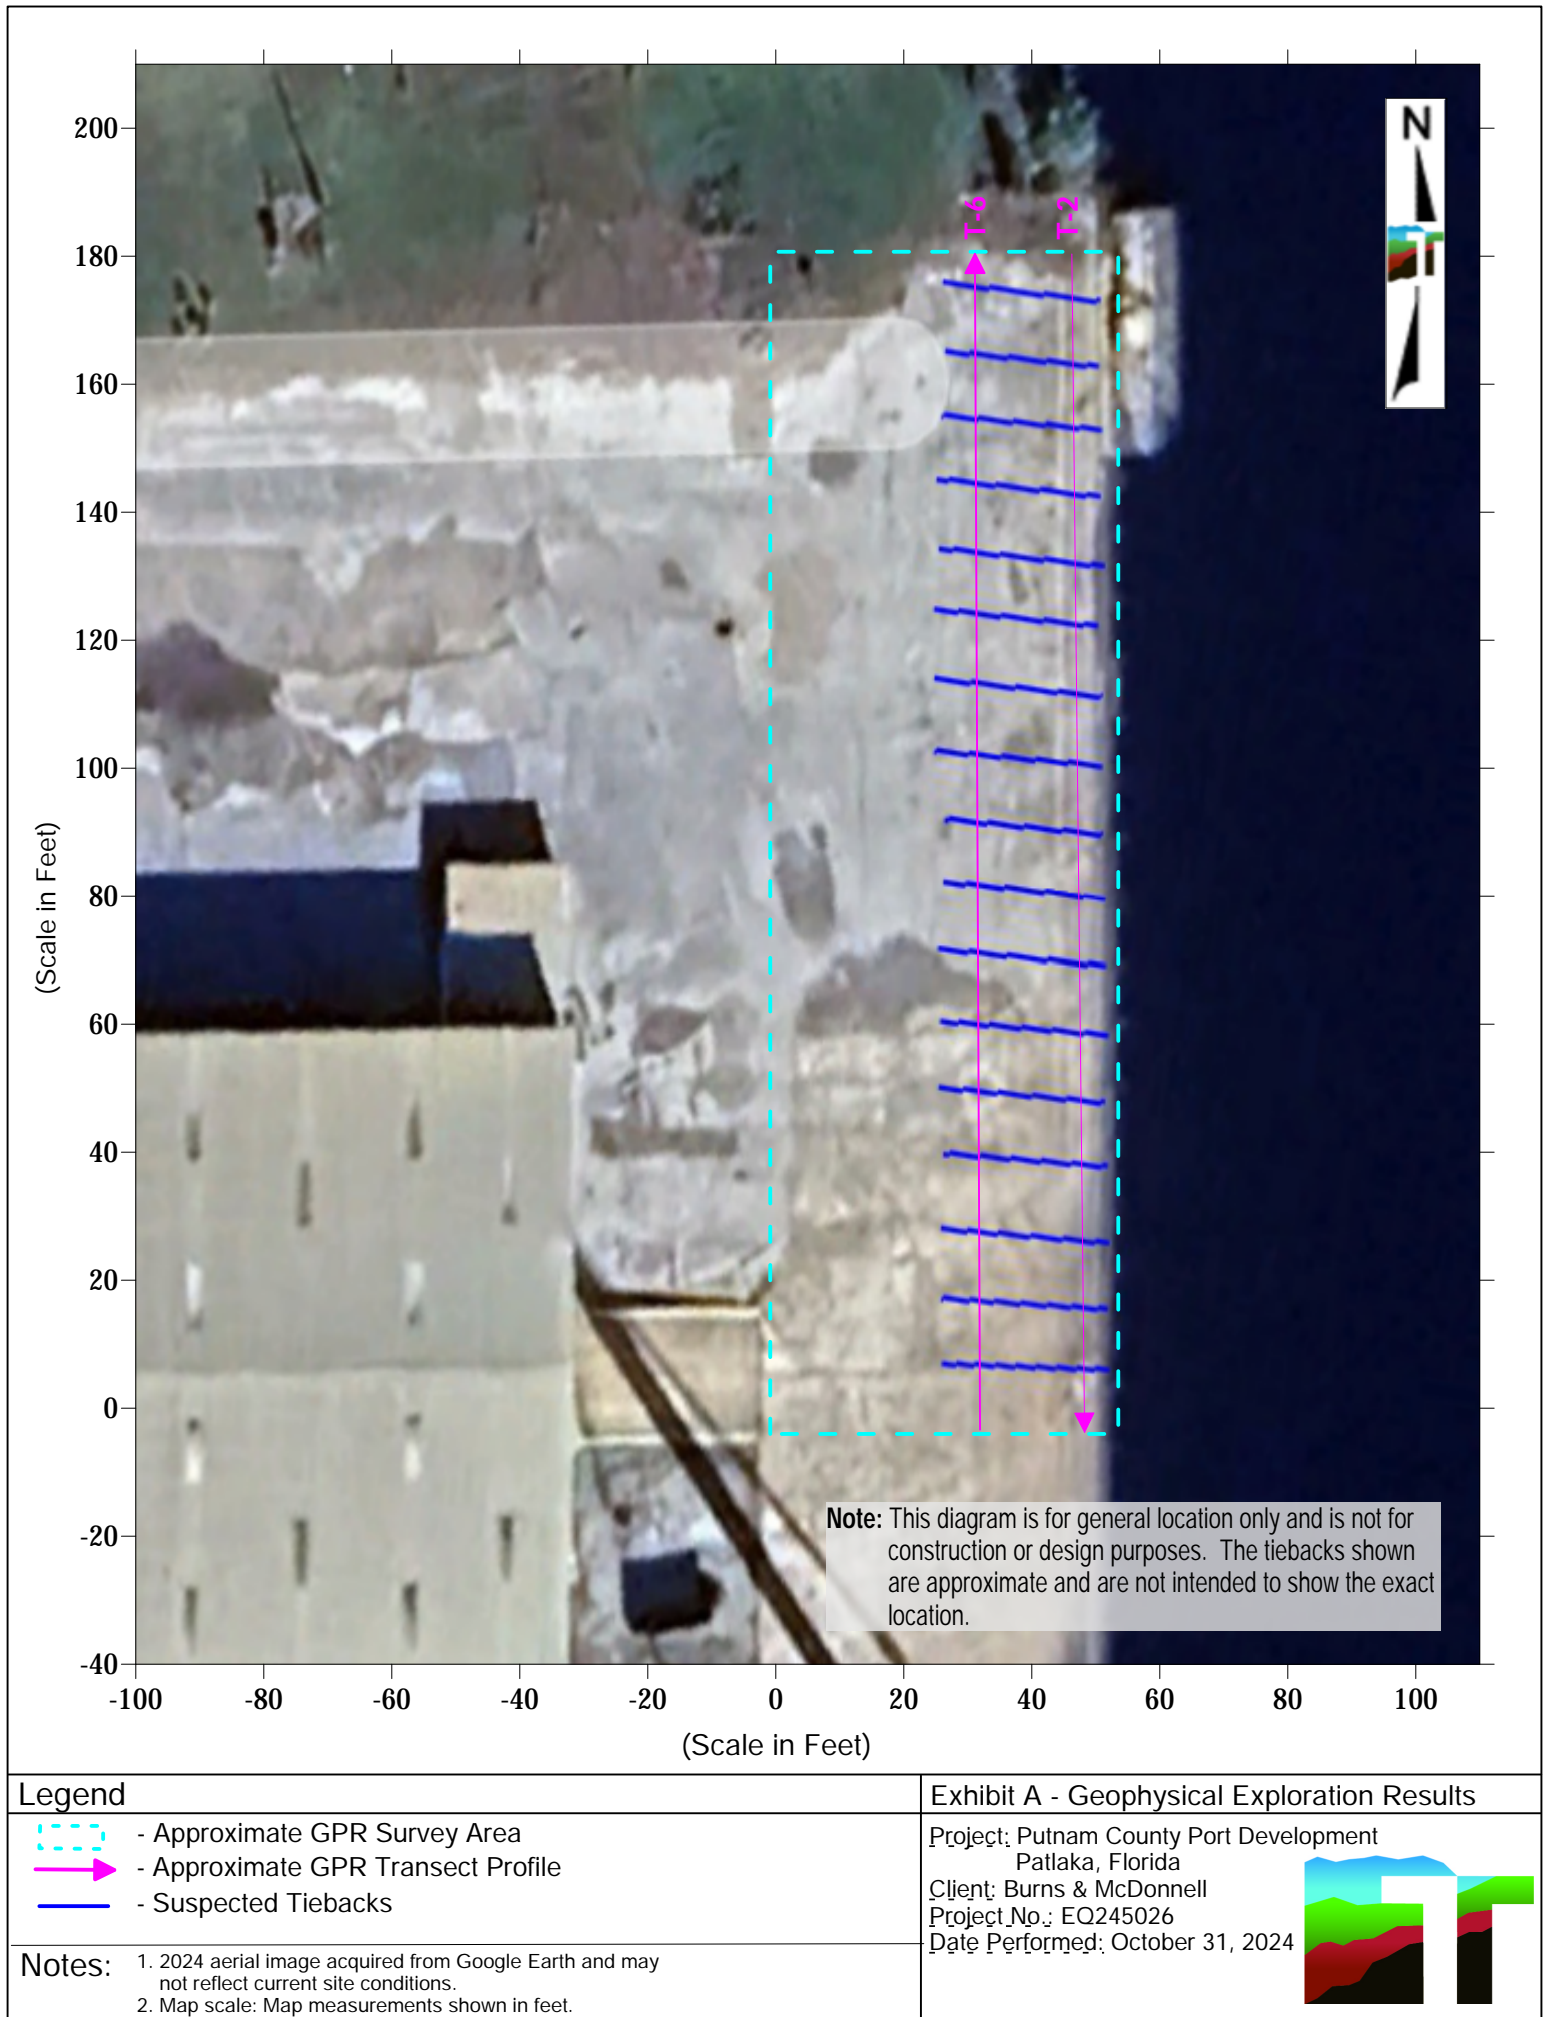 N
T-6
T-2
200
180
160
140
120
100
80
60
40
20
0
-20
-40
(Scale in Feet)
-100 -80 -60 -40 -20 0 20 40 60 80 100
(Scale in Feet)
Note: This diagram is for general location only and is not for
construction or design purposes. The tiebacks shown
are approximate and are not intended to show the exact
location.
Legend
- Approximate GPR Survey Area
- Approximate GPR Transect Profile
- Suspected Tiebacks
Notes: 1. 2024 aerial image acquired from Google Earth and may
not reflect current site conditions.
2. Map scale: Map measurements shown in feet.
Exhibit A - Geophysical Exploration Results
Project: Putnam County Port Development
Patlaka, Florida
Client: Burns & McDonnell
Project No.: EQ245026
Date Performed: October 31, 2024